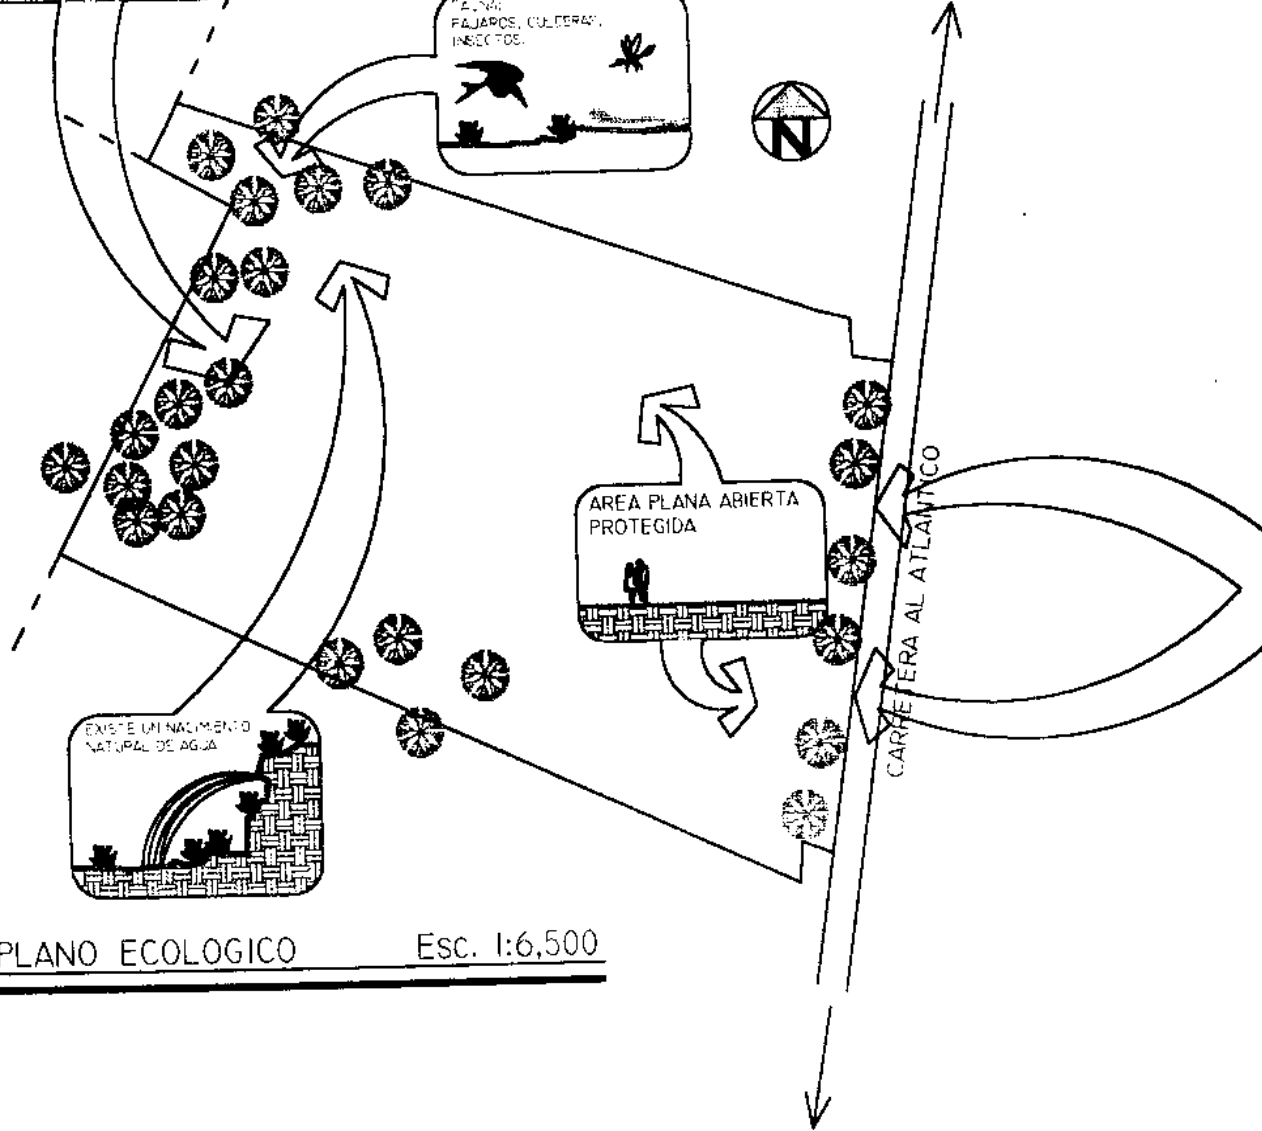 FAUNA:
PAJAROS, CULEBRAS,
INSECTOS.
N
AREA PLANA ABIERTA
PROTEGIDA
CARRETERA AL ATLANTICO
EXISTE UN NACIMIENTO
NATURAL DE AGUA
PLANO ECOLOGICO Esc. 1:6,500